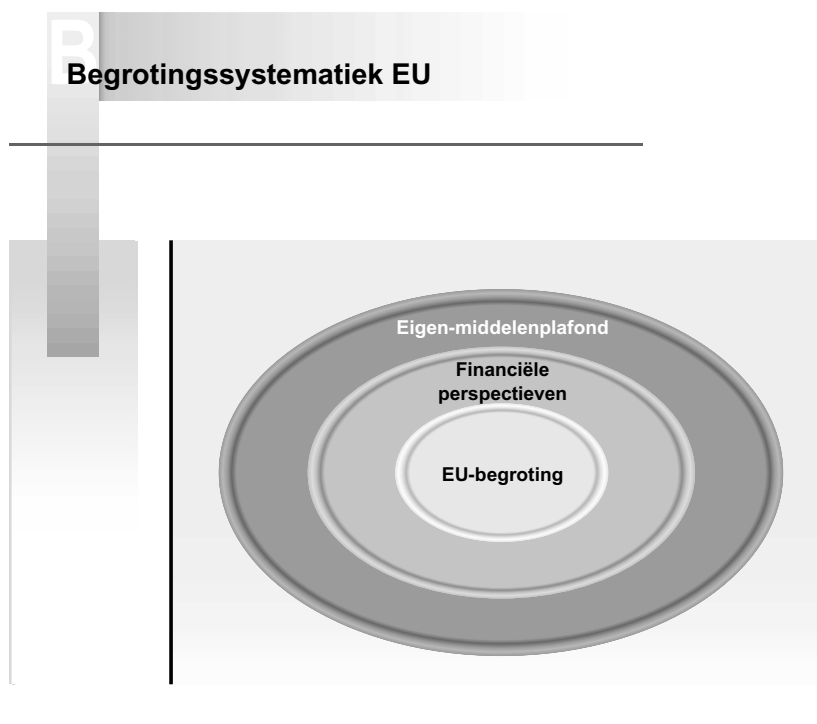 B
Begrotingssystematiek EU
Eigen-middelenplafond
Financiële
perspectieven
EU-begroting